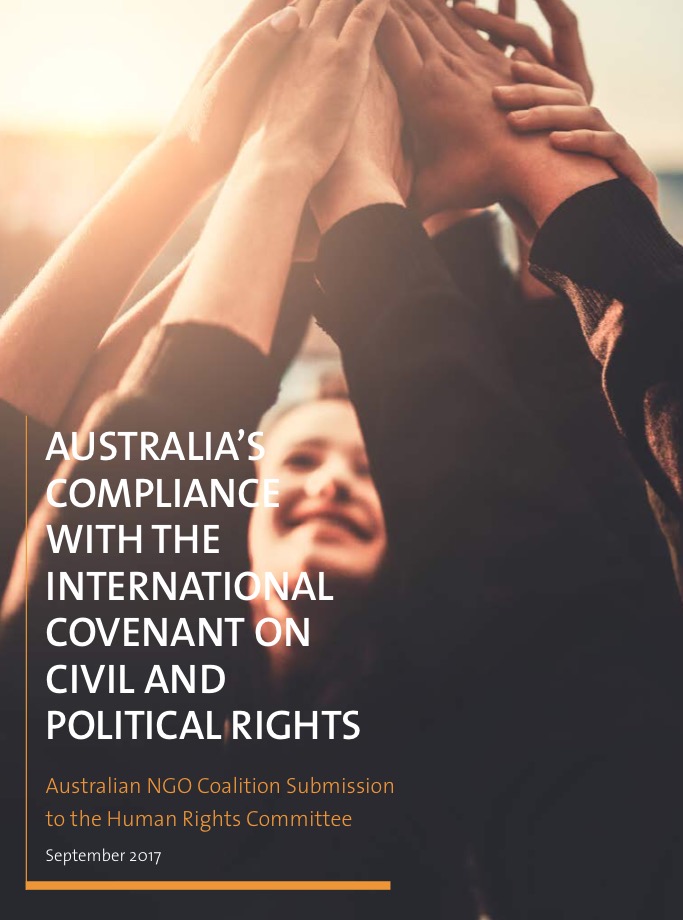 AUSTRALIA’S
COMPLIANCE
WITH THE
INTERNATIONAL
COVENANT ON
CIVIL AND
POLITICAL RIGHTS
Australian NGO Coalition Submission
to the Human Rights Committee
September 2017